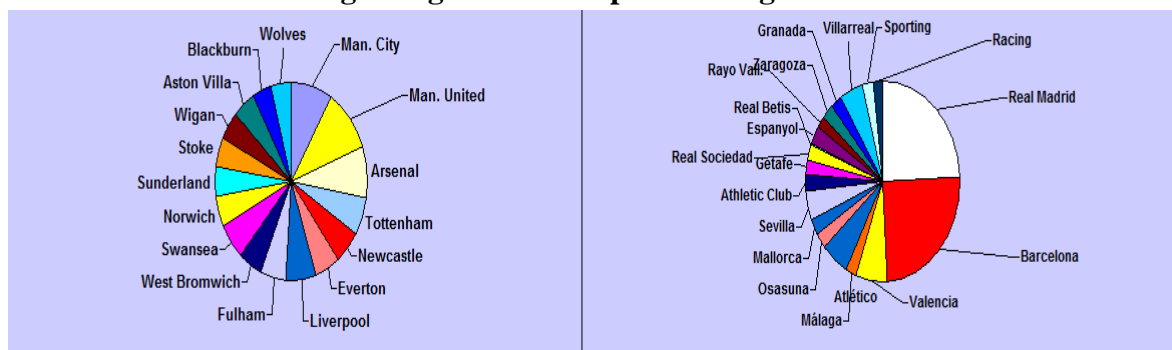 Wolves
Man. City
Blackburn
Aston Villa
Man. United
Wigan
Stoke
Arsenal
Sunderland
Norwich
Tottenham
Swansea
Newcastle
West Bromwich
Everton
Fulham
Liverpool
Granada
Villarreal
Sporting
Racing
Zaragoza
Rayo Vall.
Real Madrid
Real Betis
Espanyol
Real Sociedad
Getafe
Athletic Club
Sevilla
Mallorca
Barcelona
Osasuna
Atlético
Valencia
Málaga